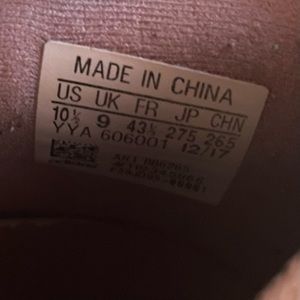 MADE IN CHINA
US UK FR JP CHN
10½ 9 43⅓ 275 265
YYA 606001 12/17
ART